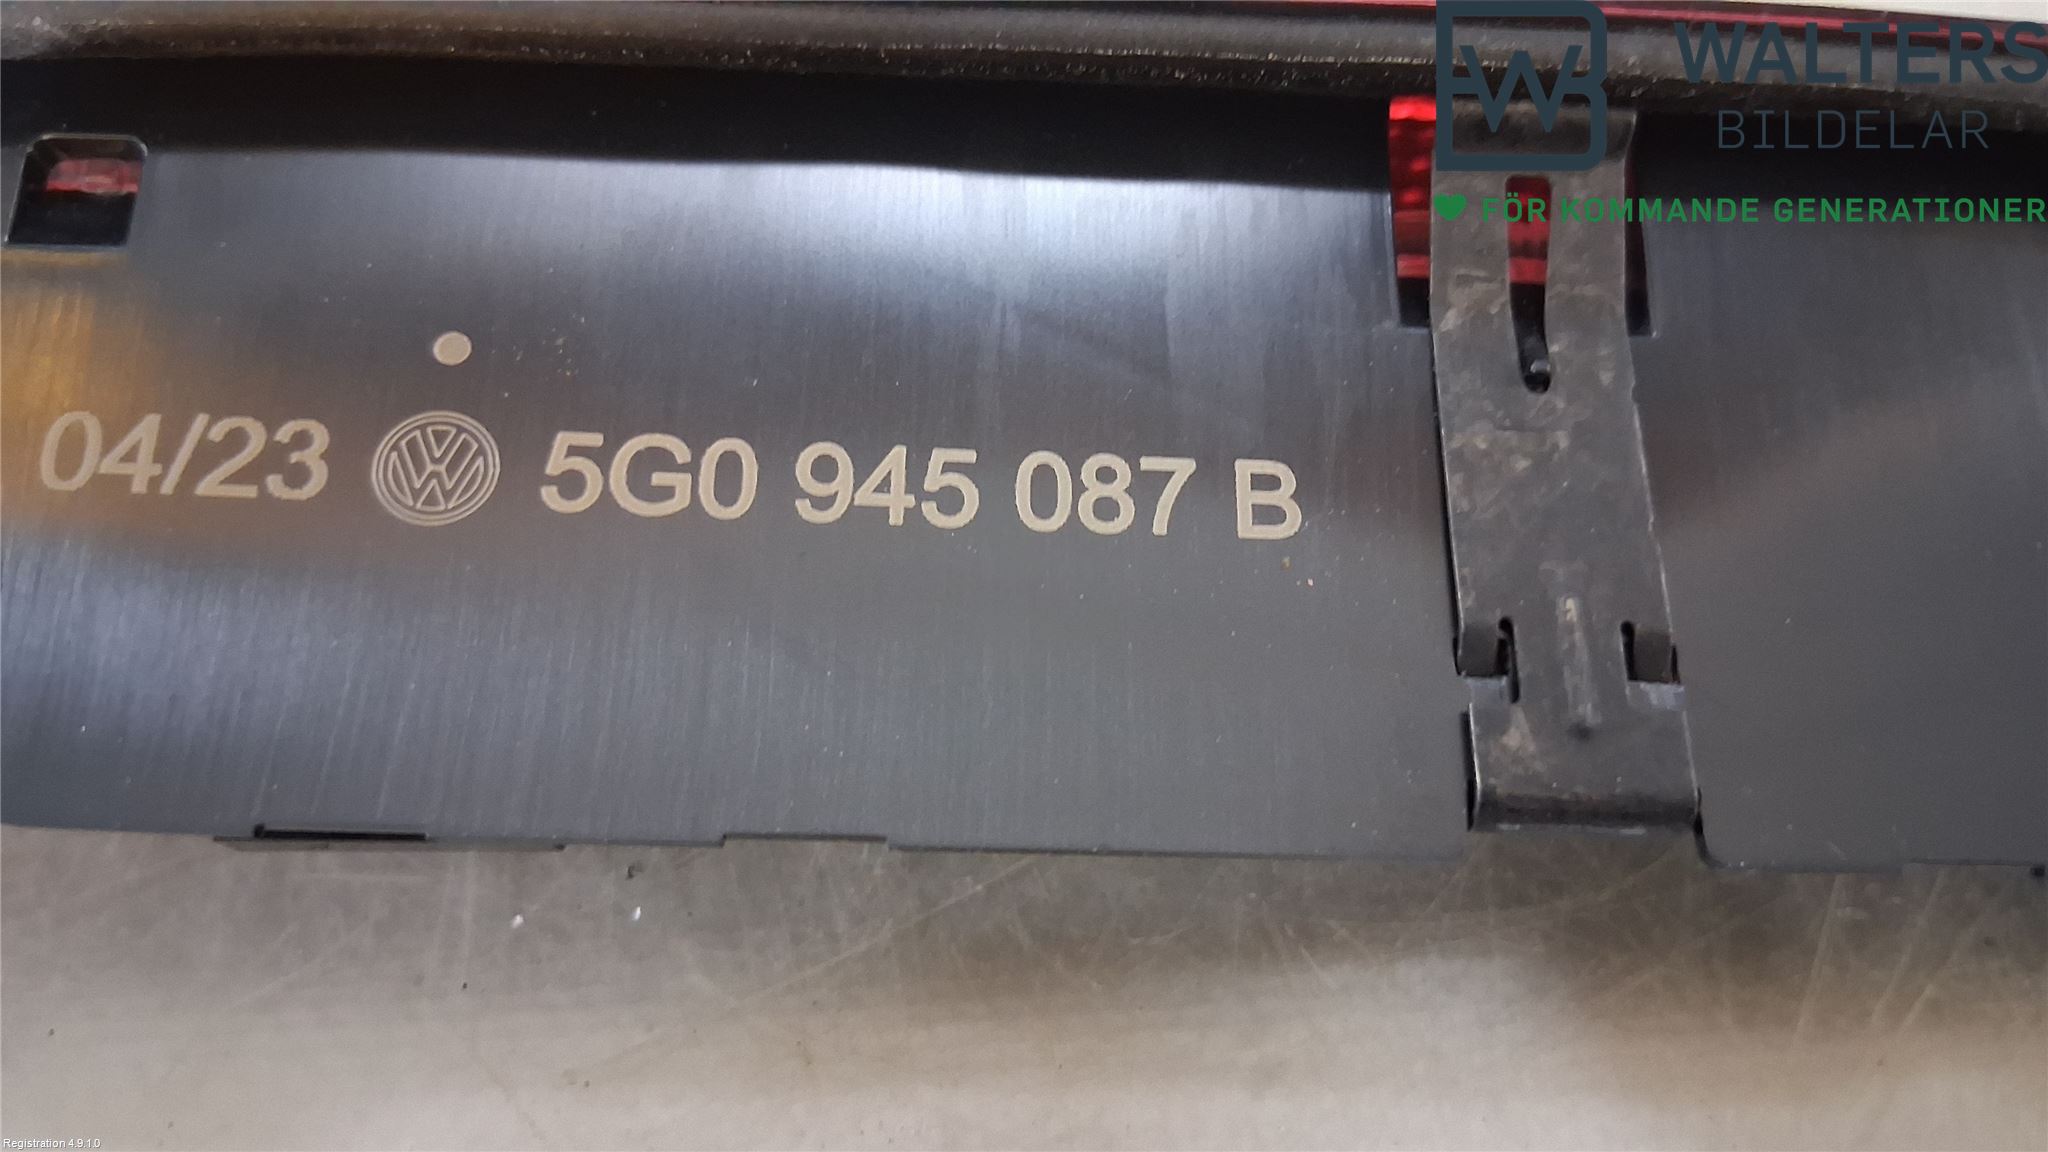 WALTERS
BILDELAR
FÖR KOMMANDE GENERATIONER
04/23 5G0 945 087 B
Registration 4.9.1.0